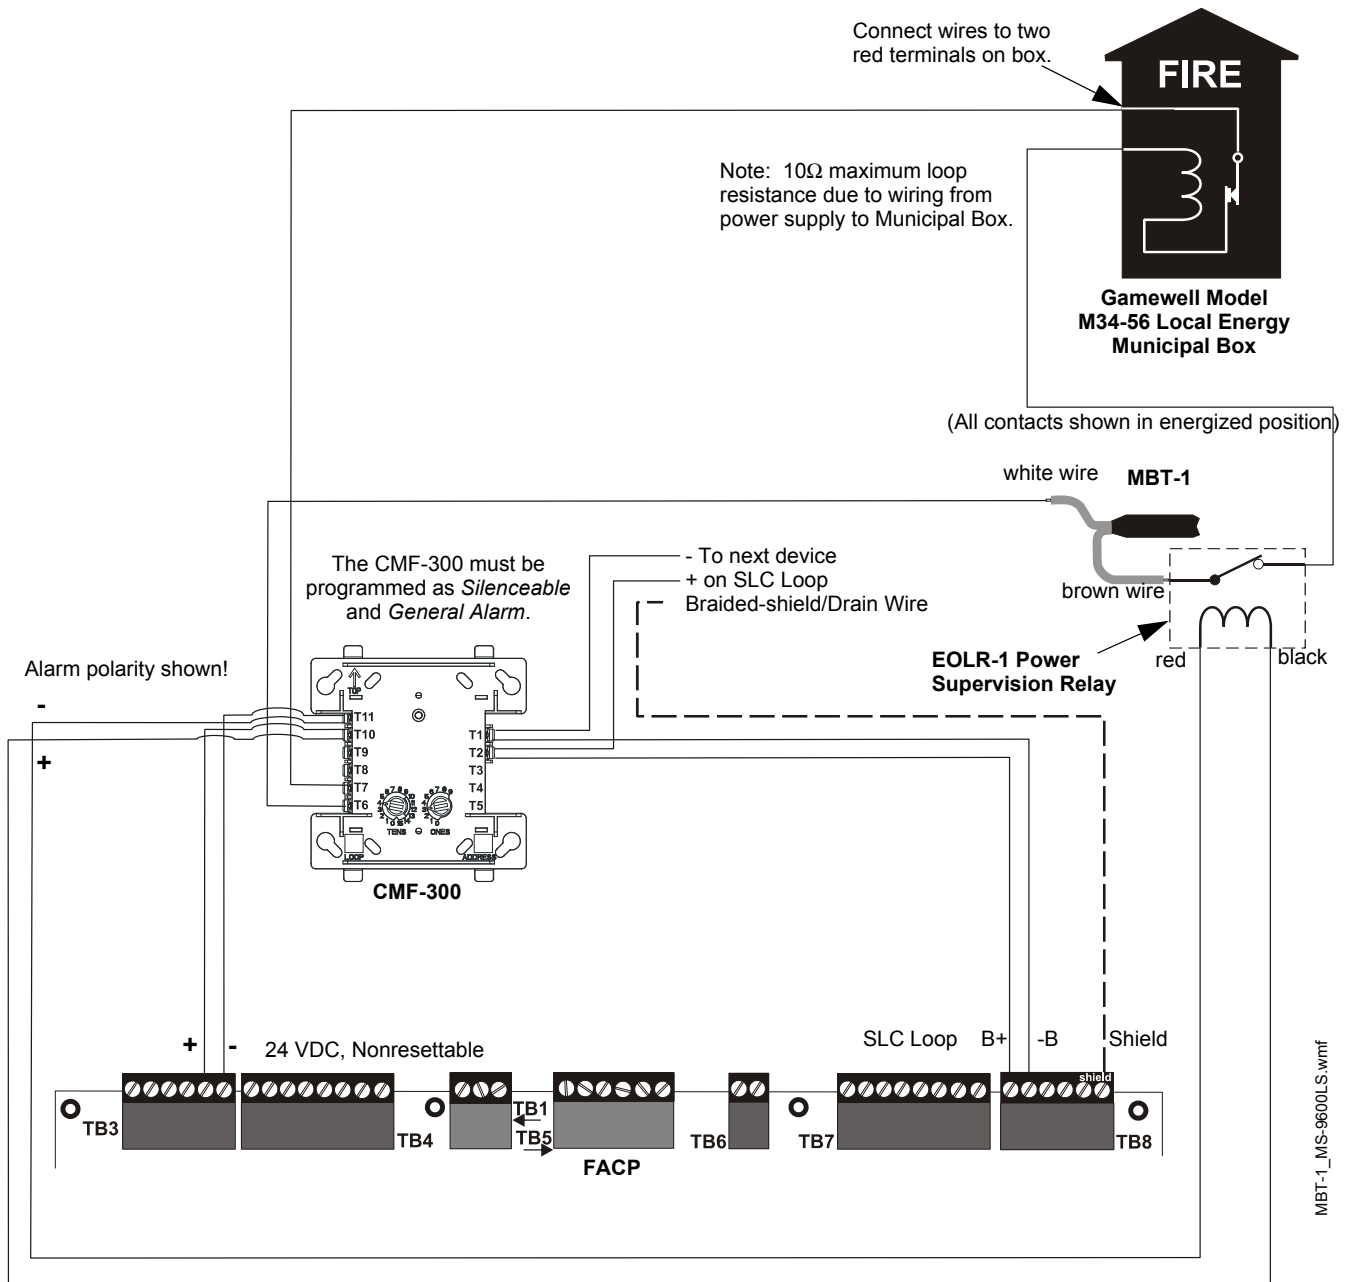 Connect wires to two
red terminals on box.
FIRE
Note: 10Ω maximum loop
resistance due to wiring from
power supply to Municipal Box.
Gamewell Model
M34-56 Local Energy
Municipal Box
(All contacts shown in energized position)
white wire
MBT-1
The CMF-300 must be
programmed as Silenceable
and General Alarm.
- To next device
+ on SLC Loop
Braided-shield/Drain Wire
brown wire
EOLR-1 Power
Supervision Relay
red
black
Alarm polarity shown!
-
+
TOP
T11
T10
T9
T8
T7
T6
T1
T2
T3
T4
T5
TENS
ONES
LOOP
ADDRESS
CMF-300
+
-
24 VDC, Nonresettable
SLC Loop
B+
-B
Shield
shield
TB3
TB4
TB1
TB5
TB6
TB7
TB8
FACP
MBT-1_MS-9600LS.wmf